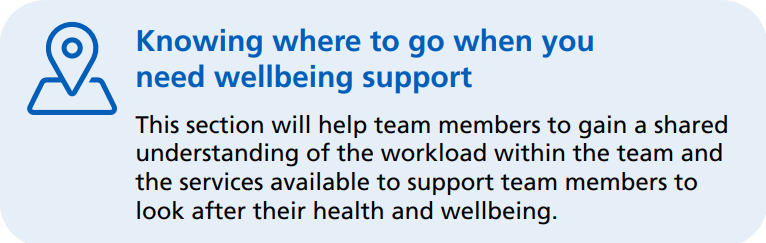 Knowing where to go when you
need wellbeing support
This section will help team members to gain a shared
understanding of the workload within the team and
the services available to support team members to
look after their health and wellbeing.